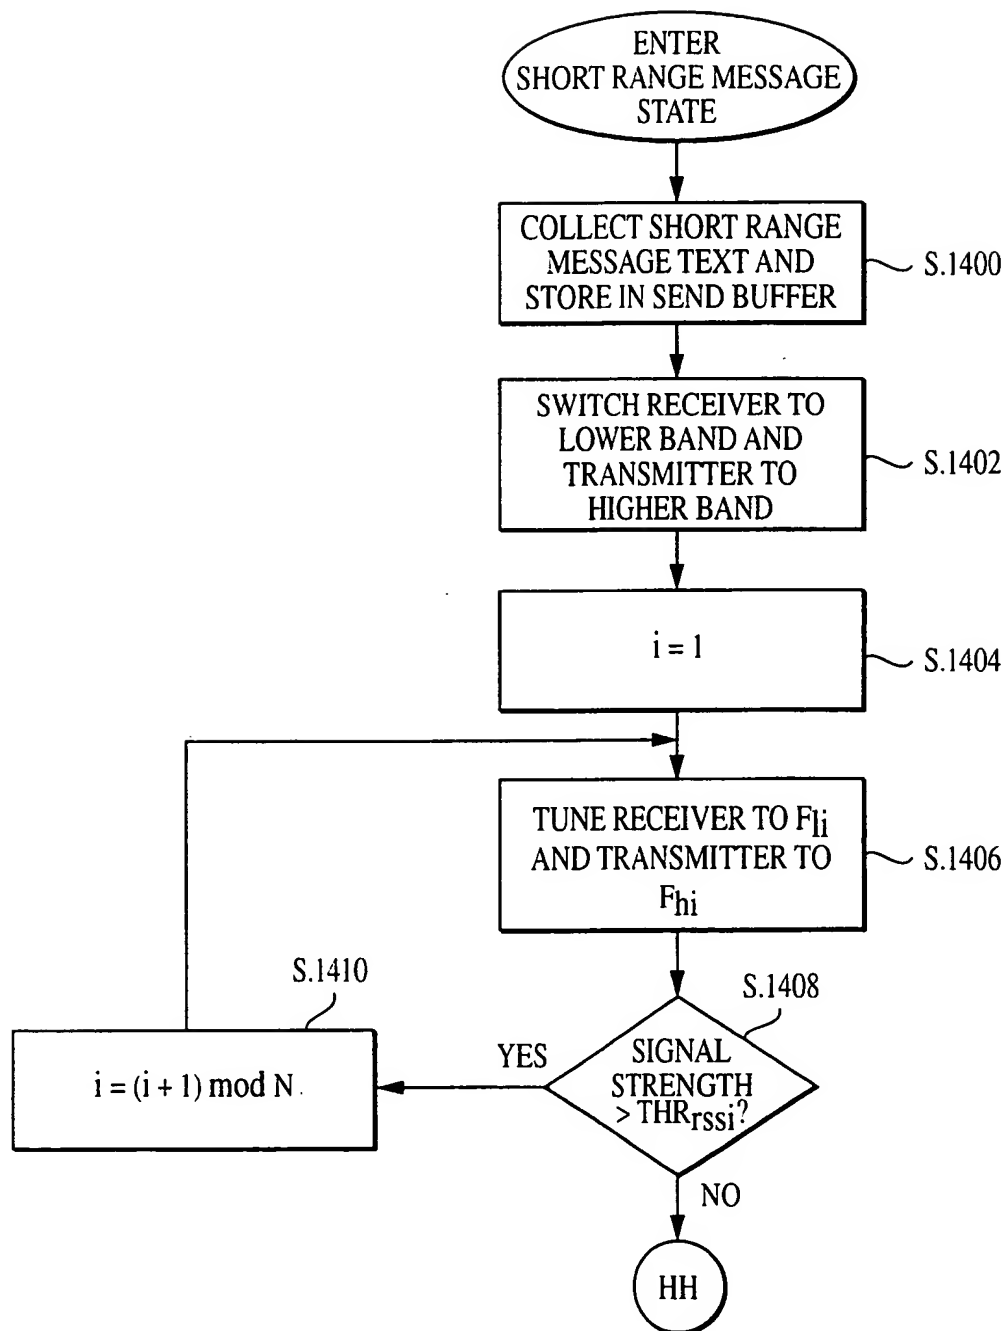 ENTER
SHORT RANGE MESSAGE
STATE
COLLECT SHORT RANGE
MESSAGE TEXT AND
STORE IN SEND BUFFER
S.1400
SWITCH RECEIVER TO
LOWER BAND AND
TRANSMITTER TO
HIGHER BAND
S.1402
i = 1
S.1404
TUNE RECEIVER TO Fli
AND TRANSMITTER TO
Fhi
S.1406
S.1410
i = (i + 1) mod N
S.1408
YES
SIGNAL
STRENGTH
> THRrssi?
NO
HH